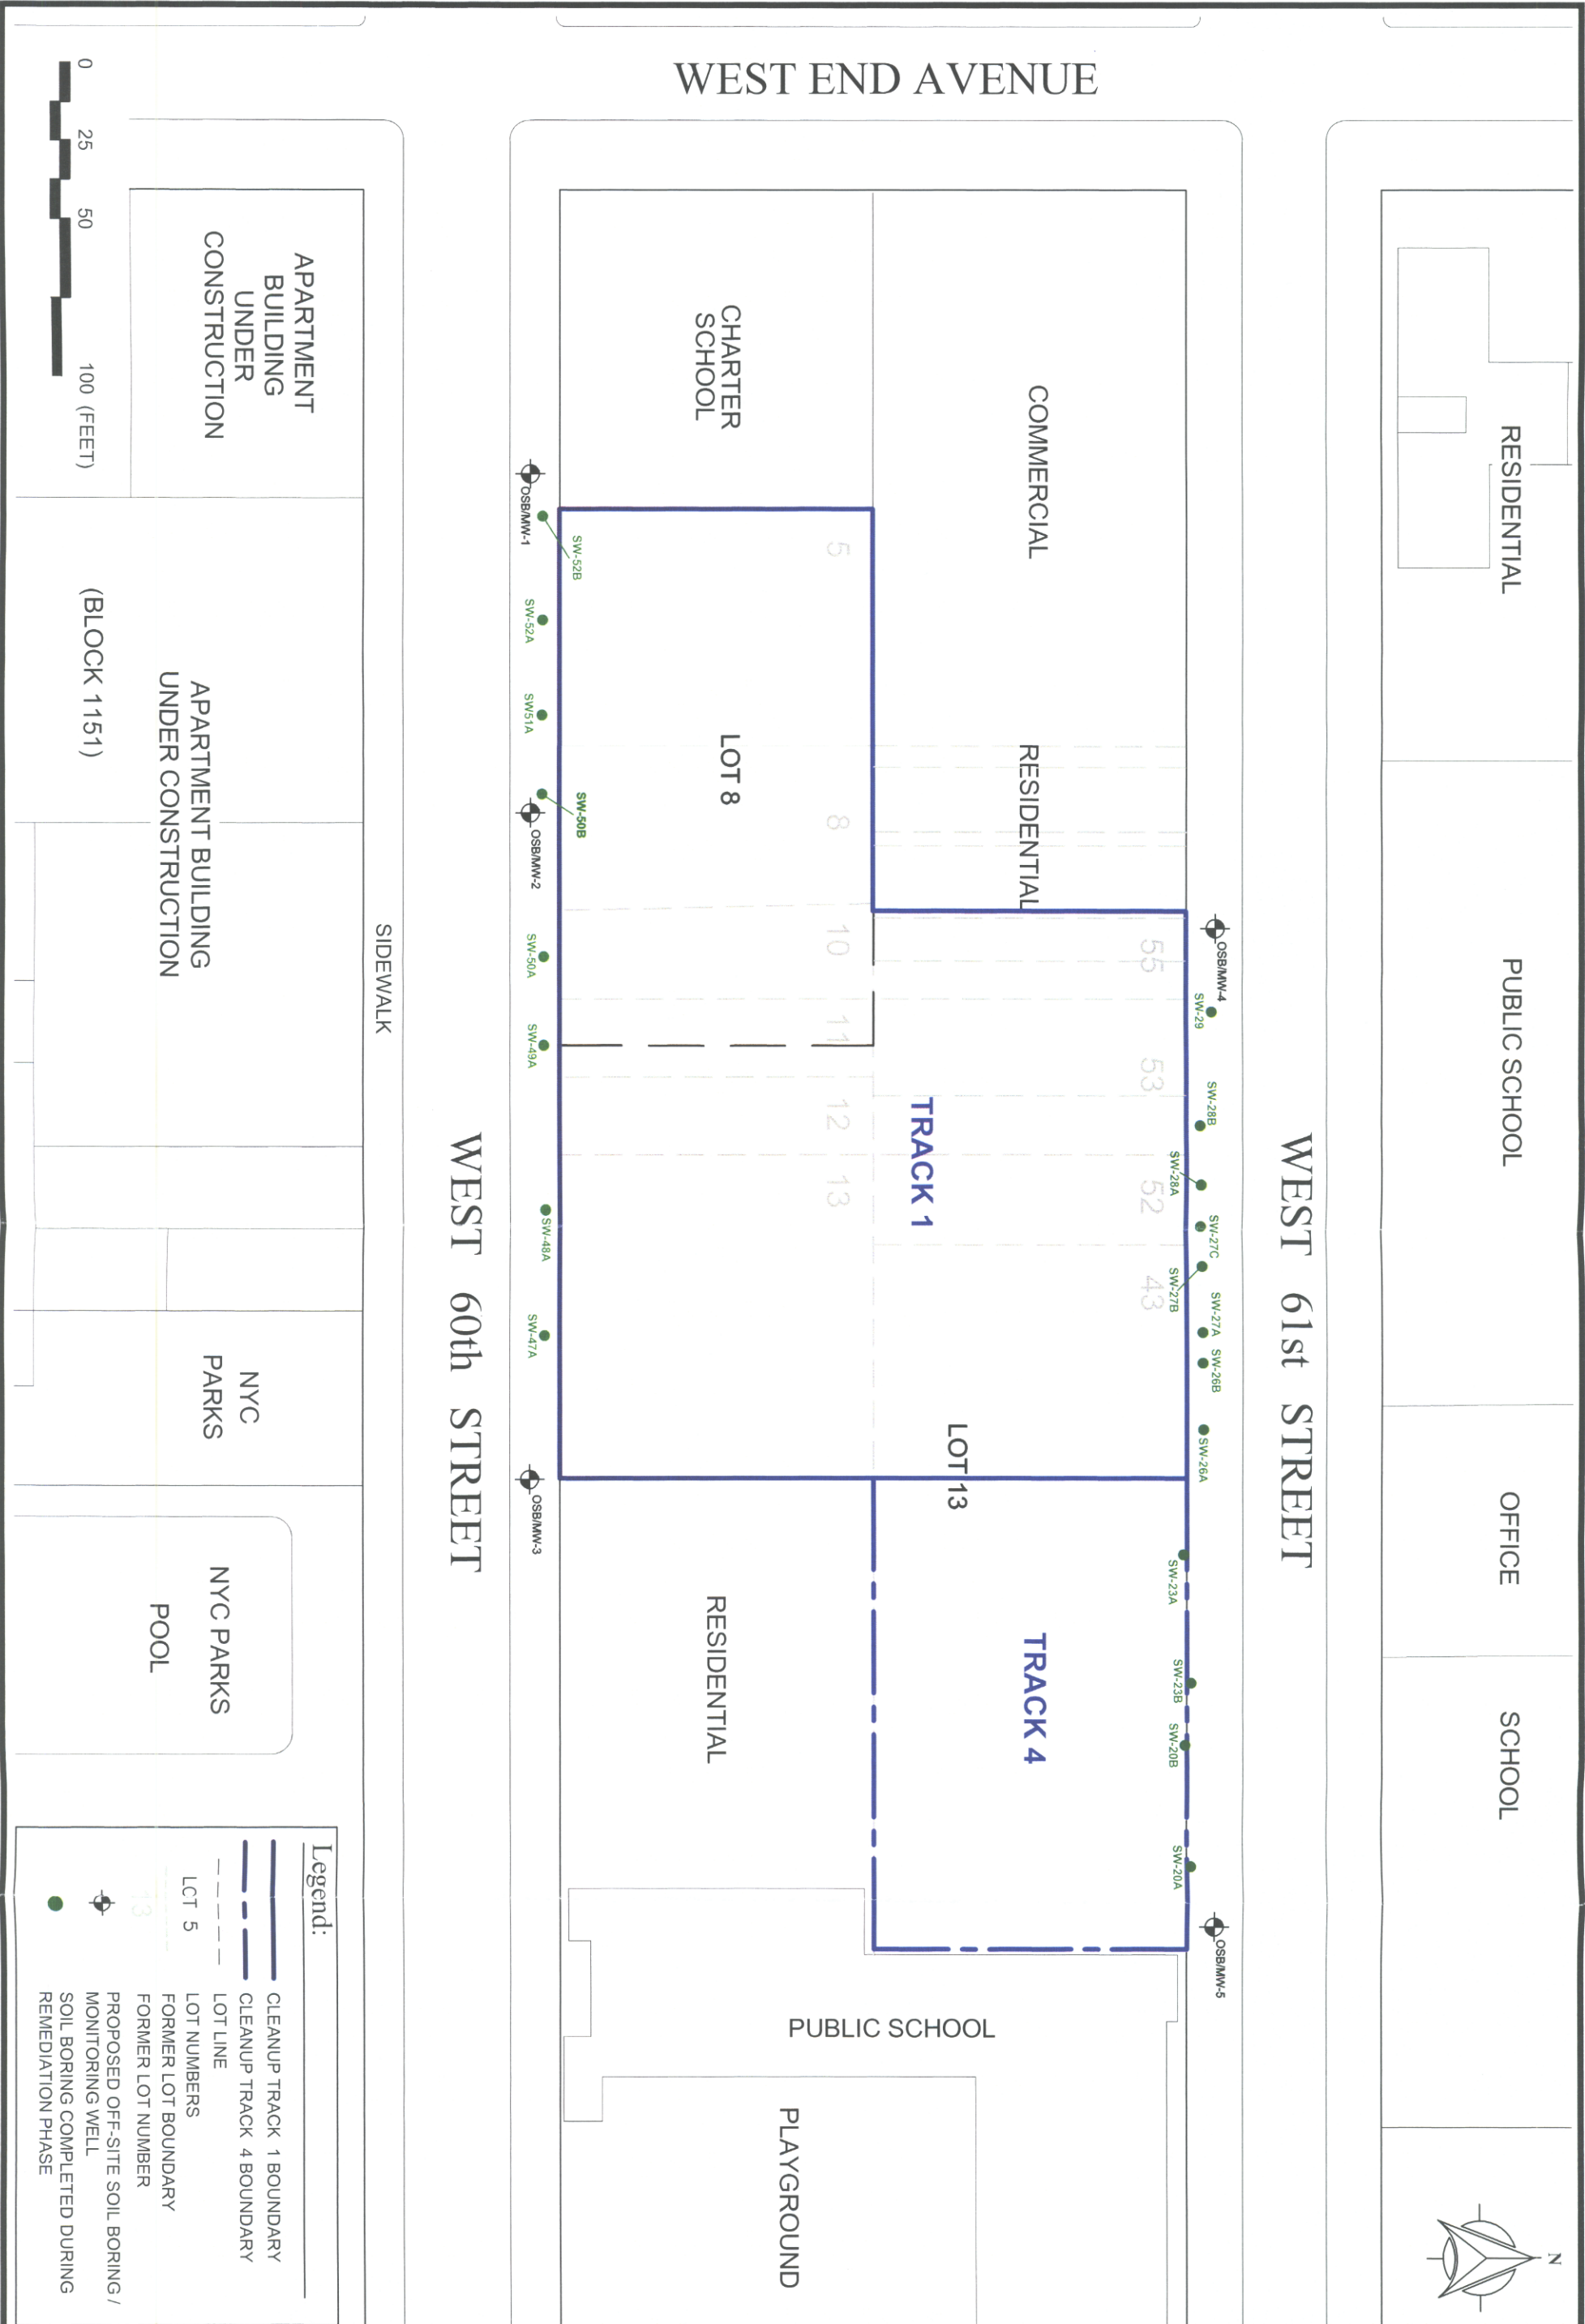 WEST END AVENUE
RESIDENTIAL
PUBLIC SCHOOL
OFFICE
SCHOOL
N
WEST 61st STREET
OSB/MW-4
SW-29
SW-28B
SW-28A
SW-27C
SW-27B
SW-27A
SW-26B
SW-26A
SW-23A
SW-23B
SW-20B
SW-20A
OSB/MW-5
COMMERCIAL
RESIDENTIAL
55
53
52
43
TRACK 1
LOT 13
TRACK 4
CHARTER
SCHOOL
5
LOT 8
8
10
11
12
13
RESIDENTIAL
PUBLIC SCHOOL
PLAYGROUND
OSB/MW-1
SW-52B
SW-52A
SW51A
SW-50B
OSB/MW-2
SW-50A
SW-49A
SW-48A
SW-47A
OSB/MW-3
WEST 60th STREET
SIDEWALK
APARTMENT
BUILDING
UNDER
CONSTRUCTION
APARTMENT BUILDING
UNDER CONSTRUCTION
(BLOCK 1151)
NYC
PARKS
NYC PARKS
POOL
0 25 50 100 (FEET)
Legend:
CLEANUP TRACK 1 BOUNDARY
CLEANUP TRACK 4 BOUNDARY
LOT LINE
LCT 5 LOT NUMBERS
FORMER LOT BOUNDARY
13 FORMER LOT NUMBER
PROPOSED OFF-SITE SOIL BORING /
MONITORING WELL
SOIL BORING COMPLETED DURING
REMEDIATION PHASE